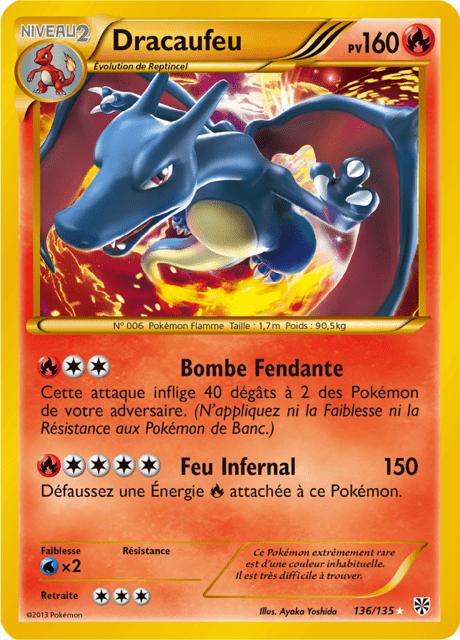 NIVEAU2
Dracaufeu
PV160
Évolution de Reptincel
N° 006 Pokémon Flamme Taille : 1,7m Poids : 90,5kg
Bombe Fendante
Cette attaque inflige 40 dégâts à 2 des Pokémon
de votre adversaire. (N'appliquez ni la Faiblesse ni la
Résistance aux Pokémon de Banc.)
Feu Infernal 150
Défaussez une Énergie attachée à ce Pokémon.
Faiblesse Résistance
×2
Retraite
Ce Pokémon extrêmement rare
est d'une couleur inhabituelle.
Il est très difficile à trouver.
©2013 Pokémon
Illus. Ayaka Yoshida
136/135